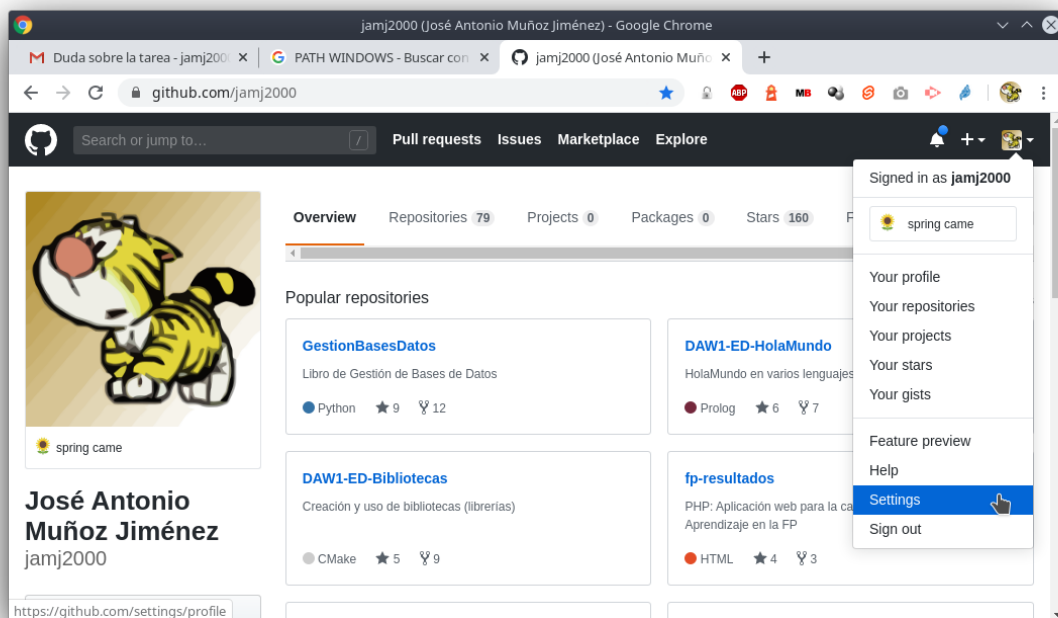 jamj2000 (José Antonio Muñoz Jiménez) - Google Chrome
Duda sobre la tarea - jamj200
PATH WINDOWS - Buscar con
jamj2000 (José Antonio Muño
github.com/jamj2000
ABP
MB
Search or jump to…
/
Pull requests
Issues
Marketplace
Explore
Signed in as jamj2000
spring came
Your profile
Your repositories
Your projects
Your stars
Your gists
Feature preview
Help
Settings
Sign out
Overview
Repositories 79
Projects 0
Packages 0
Stars 160
F
spring came
José Antonio
Muñoz Jiménez
jamj2000
Popular repositories
GestionBasesDatos
Libro de Gestión de Bases de Datos
Python 9 12
DAW1-ED-HolaMundo
HolaMundo en varios lenguajes
Prolog 6 7
DAW1-ED-Bibliotecas
Creación y uso de bibliotecas (librerías)
CMake 5 9
fp-resultados
PHP: Aplicación web para la ca
Aprendizaje en la FP
HTML 4 3
https://github.com/settings/profile